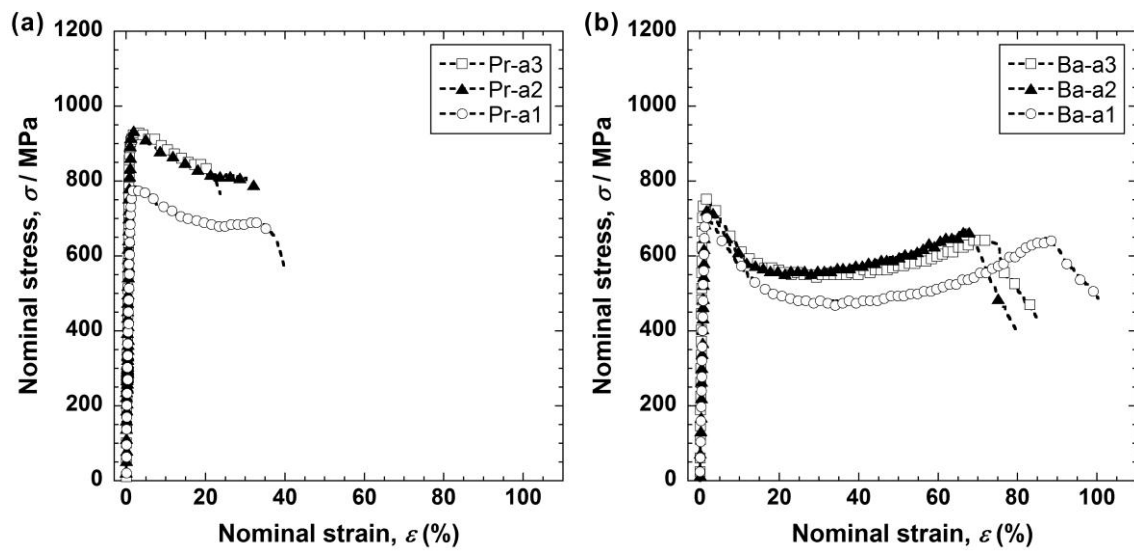 (a)
1200
1000
800
600
400
200
0
Nominal stress, σ / MPa
Pr-a3
Pr-a2
Pr-a1
0 20 40 60 80 100
Nominal strain, ε (%)
(b)
1200
1000
800
600
400
200
0
Nominal stress, σ / MPa
Ba-a3
Ba-a2
Ba-a1
0 20 40 60 80 100
Nominal strain, ε (%)